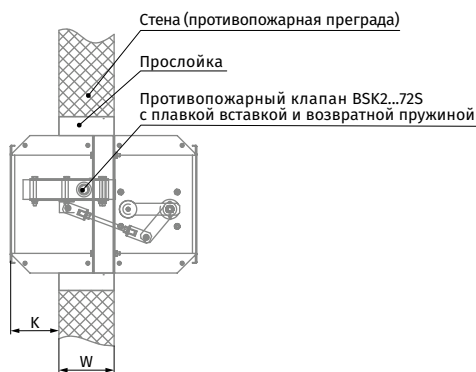 Стена (противопожарная преграда)
Прослойка
Противопожарный клапан BSK2...72S
с плавкой вставкой и возвратной пружиной
K
W